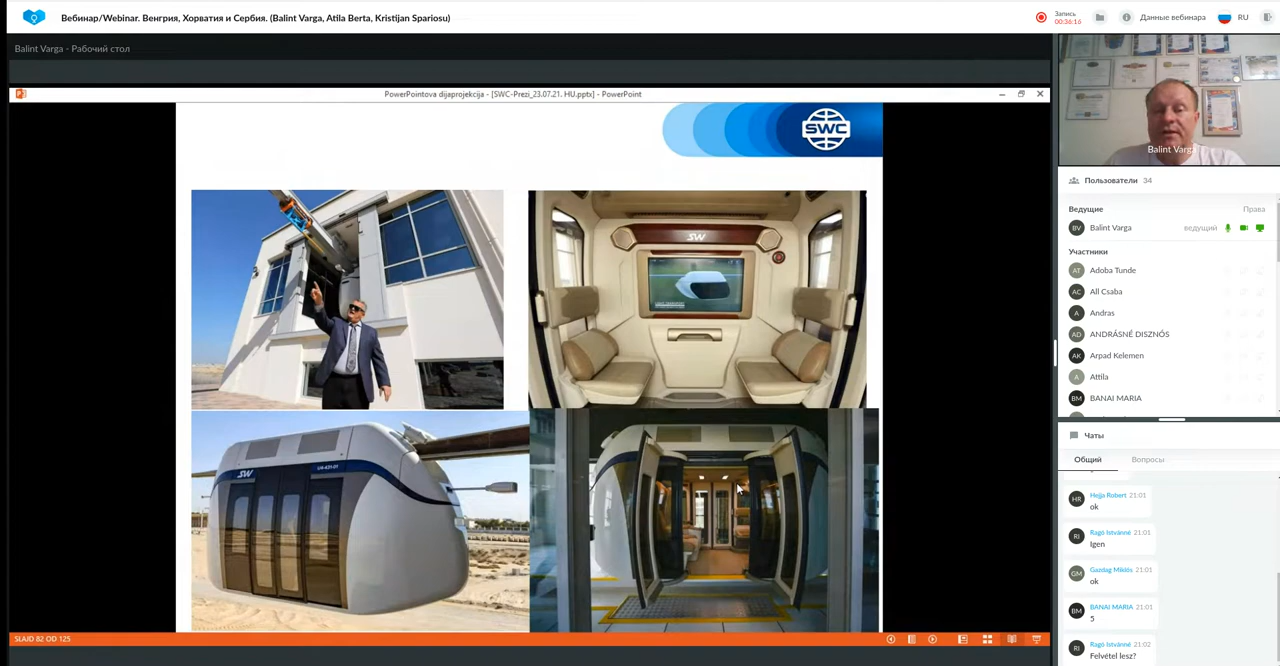 Вебинар/Webinar. Венгрия, Хорватия и Сербия. (Balint Varga, Atila Berta, Kristijan Spariosu)
Запись
00:36:16
Данные вебинара
RU
Balint Varga - Рабочий стол
PowerPointova dijaprojekcija - [SWC-Prezi_23.07.21. HU.pptx] - PowerPoint
SWC
SW
SW
U4-431-01
SLAJD 82 OD 125
Balint Varga
Пользователи 34
Ведущие Права
BV Balint Varga ведущий
Участники
AT Adoba Tunde
AC All Csaba
A Andras
AD ANDRÁSNÉ DISZNÓS
AK Arpad Kelemen
A Attila
BM BANAI MARIA
Чаты
Общий Вопросы
HR Hejja Robert 21:01
ok
RI Ragó Istvánné 21:01
Igen
GM Gazdag Miklós 21:01
ok
BM BANAI MARIA 21:01
5
RI Ragó Istvánné 21:02
Felvétel lesz?